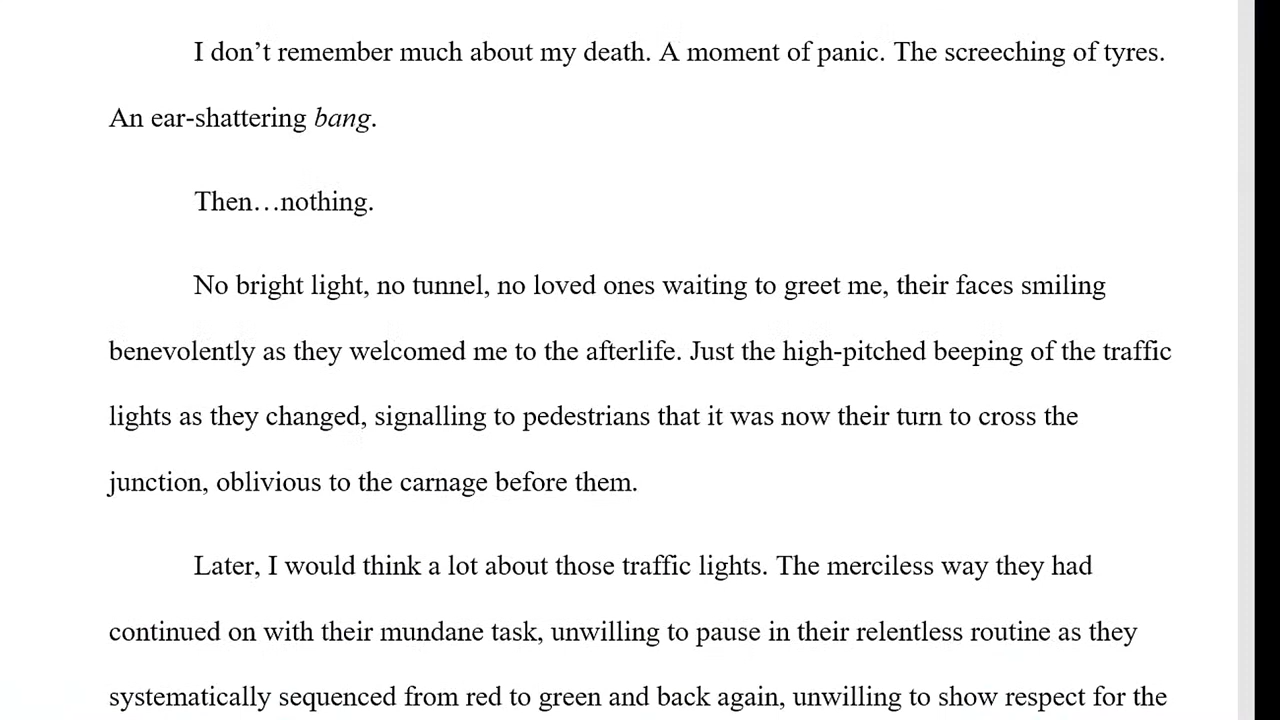 I don’t remember much about my death. A moment of panic. The screeching of tyres.
An ear-shattering bang.
Then…nothing.
No bright light, no tunnel, no loved ones waiting to greet me, their faces smiling
benevolently as they welcomed me to the afterlife. Just the high-pitched beeping of the traffic
lights as they changed, signalling to pedestrians that it was now their turn to cross the
junction, oblivious to the carnage before them.
Later, I would think a lot about those traffic lights. The merciless way they had
continued on with their mundane task, unwilling to pause in their relentless routine as they
systematically sequenced from red to green and back again, unwilling to show respect for the